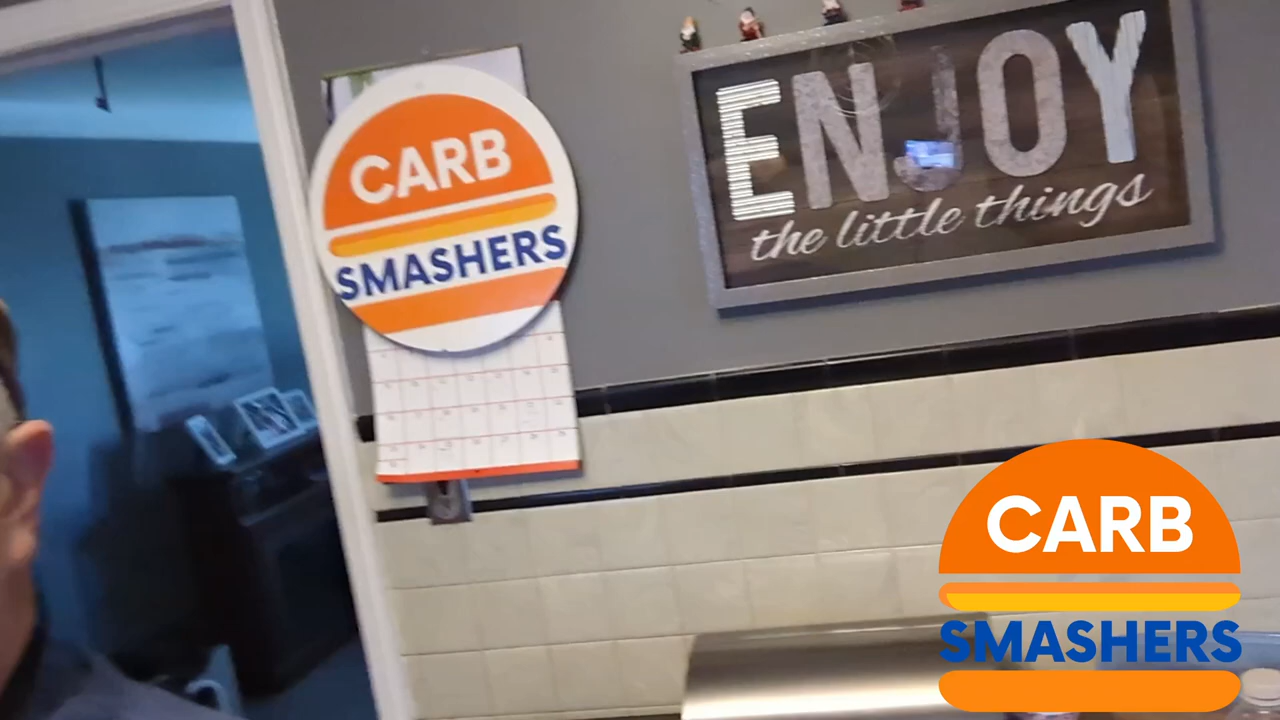 CARB
SMASHERS
ENJOY
the little things
CARB
SMASHERS